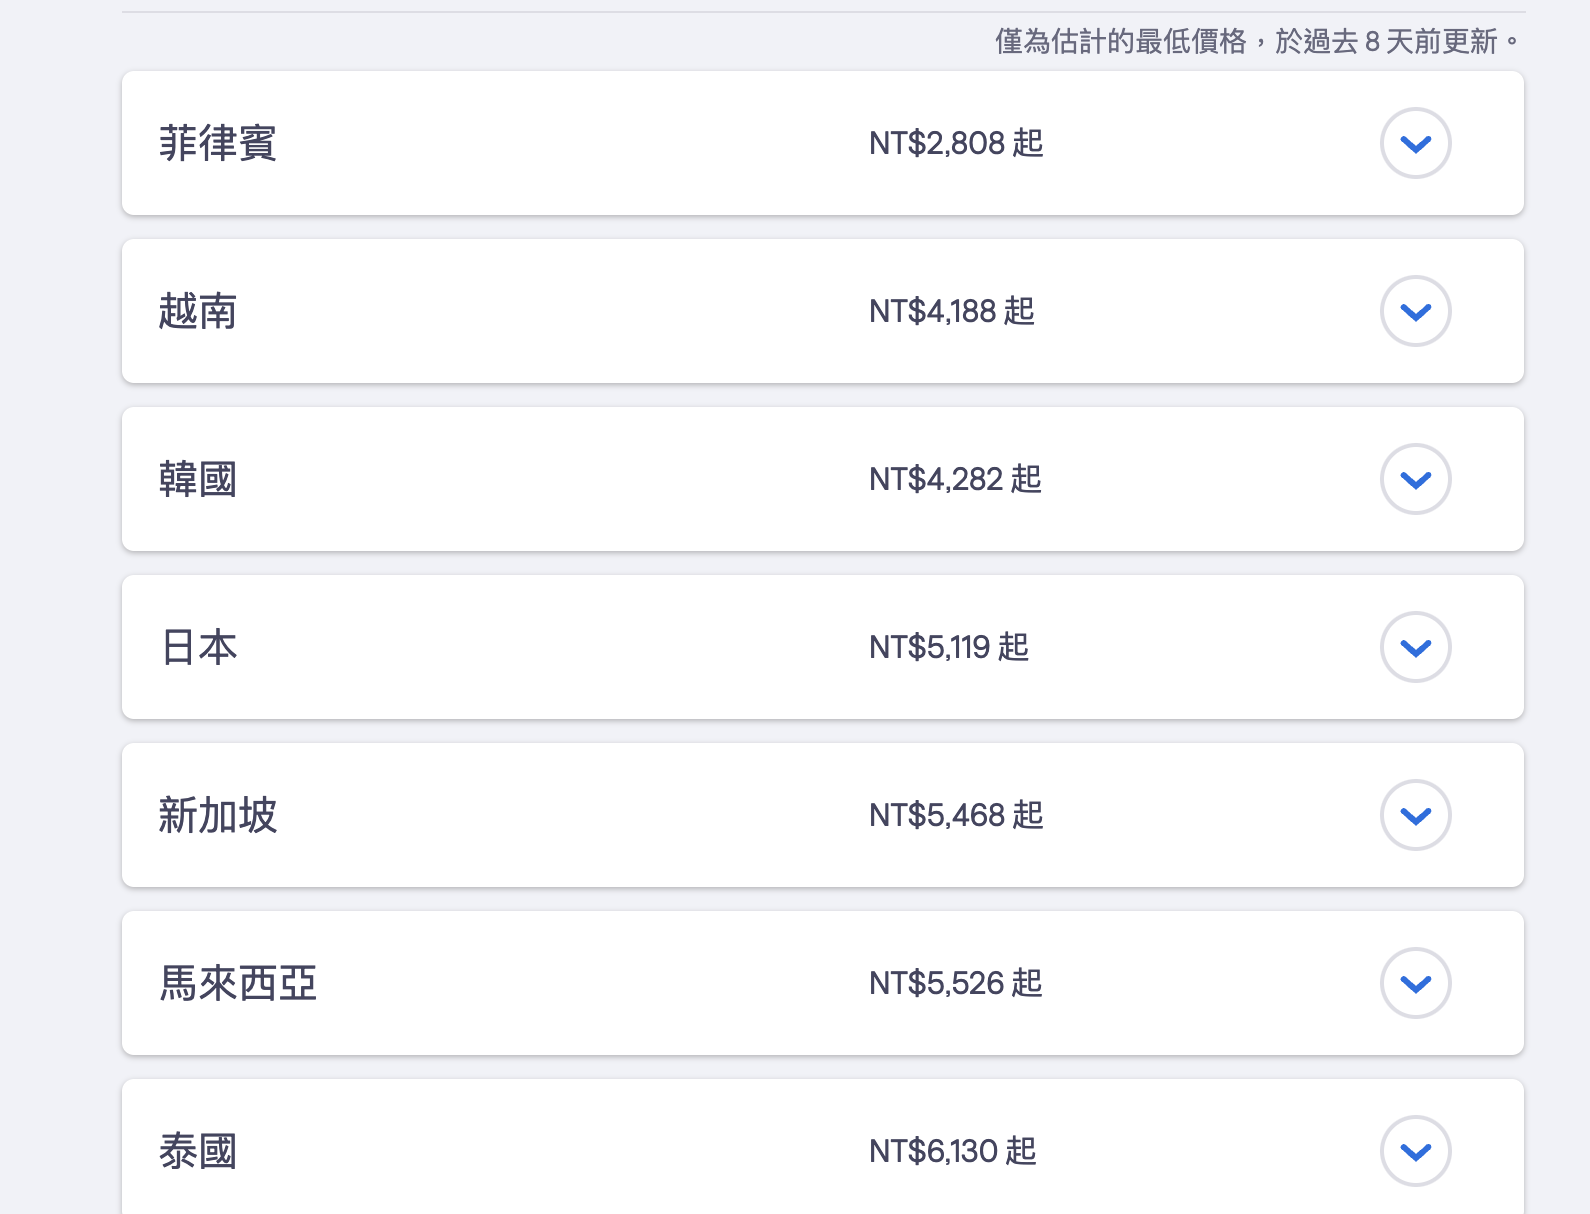 僅為估計的最低價格，於過去 8 天前更新。
菲律賓
NT$2,808 起
越南
NT$4,188 起
韓國
NT$4,282 起
日本
NT$5,119 起
新加坡
NT$5,468 起
馬來西亞
NT$5,526 起
泰國
NT$6,130 起